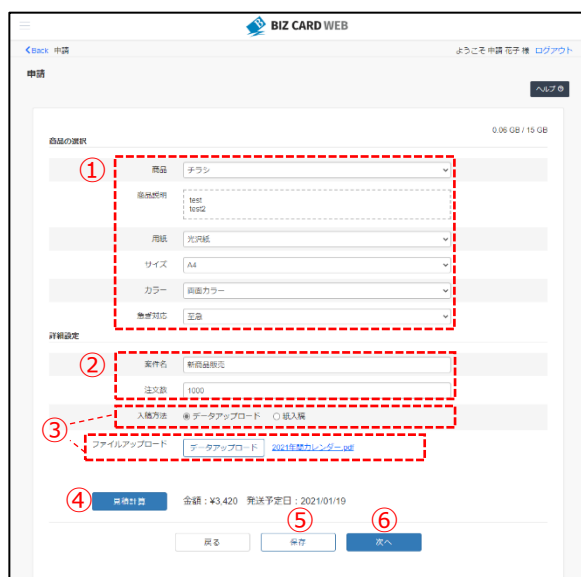 BIZ CARD WEB
Back 申請 ようこそ 申請 花子 様 ログアウト
申請
ヘルプ
0.06 GB / 15 GB
商品の選択
①
商品 チラシ
商品説明 test
test2
用紙 光沢紙
サイズ A4
カラー 両面カラー
急ぎ対応 至急
詳細設定
②
案件名 新商品販売
注文数 1000
③
入稿方法 データアップロード 紙入稿
ファイルアップロード データアップロード 2021年間カレンダー.pdf
④
見積計算 金額:¥3,420 発送予定日:2021/01/19
⑤ ⑥
戻る 保存 次へ